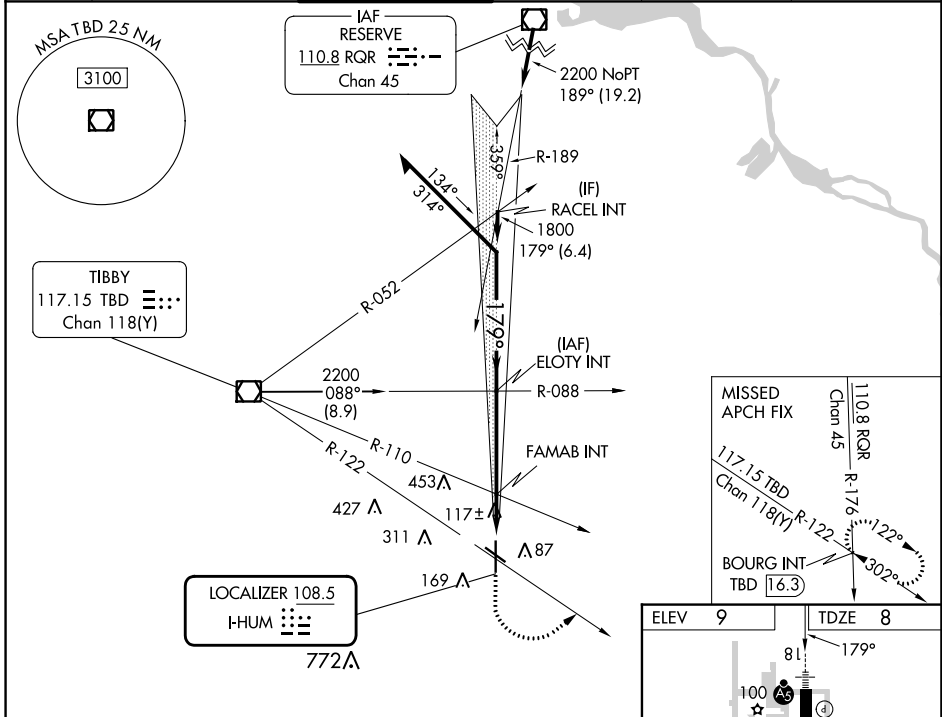 MSA TBD 25 NM
3100
IAF
RESERVE
110.8 RQR
Chan 45
2200 NoPT
189° (19.2)
359°
R-189
134°
314°
(IF)
RACEL INT
1800
179° (6.4)
TIBBY
117.15 TBD
Chan 118(Y)
R-052
179°
(IAF)
ELOTY INT
2200
088°
(8.9)
R-088
R-110
R-122
FAMAB INT
453
427
117±
311
87
169
LOCALIZER 108.5
I-HUM
772
MISSED
APCH FIX
110.8 RQR
Chan 45
R-176
117.15 TBD
Chan 118(Y)
R-122
122°
302°
BOURG INT
TBD 16.3
ELEV 9
TDZE 8
18
179°
100
A5
P